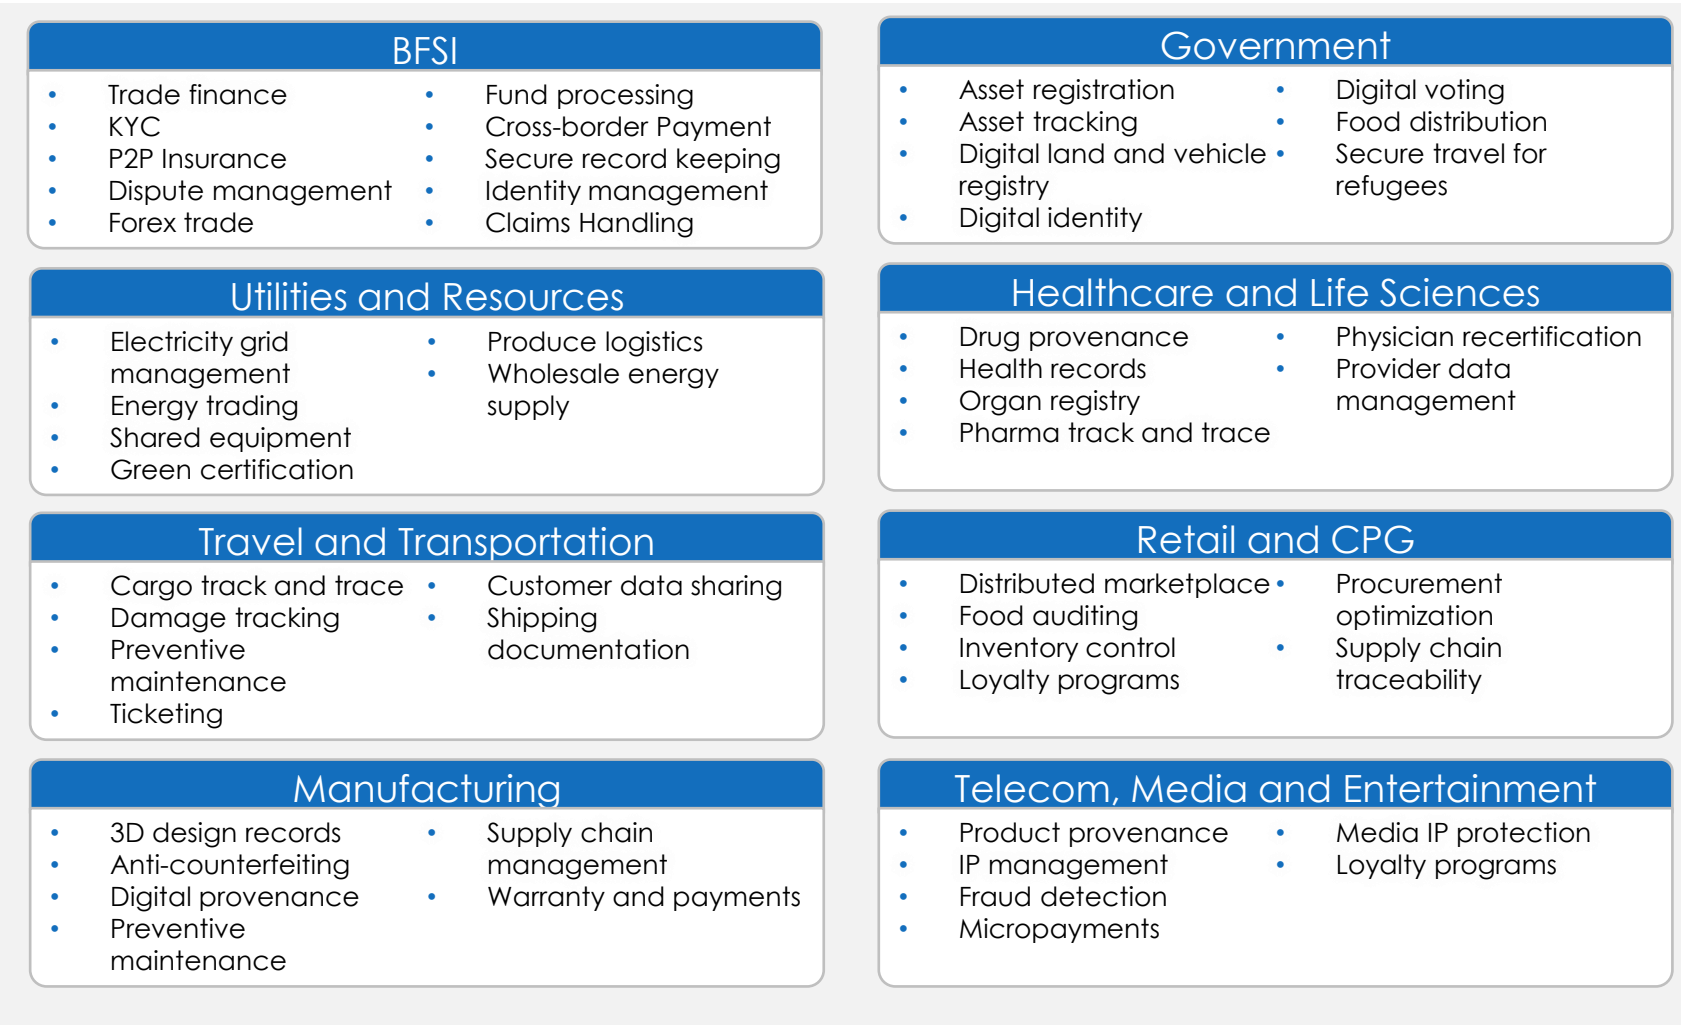 BFSI
Trade finance
KYC
P2P Insurance
Dispute management
Forex trade
Fund processing
Cross-border Payment
Secure record keeping
Identity management
Claims Handling
Government
Asset registration
Asset tracking
Digital land and vehicle
registry
Digital identity
Digital voting
Food distribution
Secure travel for
refugees
Utilities and Resources
Electricity grid
management
Energy trading
Shared equipment
Green certification
Produce logistics
Wholesale energy
supply
Healthcare and Life Sciences
Drug provenance
Health records
Organ registry
Pharma track and trace
Physician recertification
Provider data
management
Travel and Transportation
Cargo track and trace
Damage tracking
Preventive
maintenance
Ticketing
Customer data sharing
Shipping
documentation
Retail and CPG
Distributed marketplace
Food auditing
Inventory control
Loyalty programs
Procurement
optimization
Supply chain
traceability
Manufacturing
3D design records
Anti-counterfeiting
Digital provenance
Preventive
maintenance
Supply chain
management
Warranty and payments
Telecom, Media and Entertainment
Product provenance
IP management
Fraud detection
Micropayments
Media IP protection
Loyalty programs